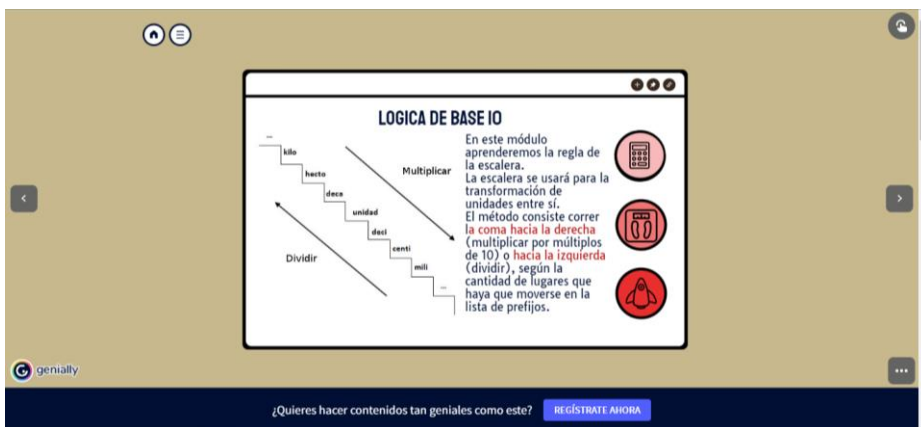 LOGICA DE BASE 10
...
kilo
hecto
deca
unidad
deci
centi
mili
...
Multiplicar
Dividir
En este módulo
aprenderemos la regla de
la escalera.
La escalera se usará para la
transformación de
unidades entre sí.
El método consiste correr
la coma hacia la derecha
(multiplicar por múltiplos
de 10) o hacia la izquierda
(dividir), según la
cantidad de lugares que
haya que moverse en la
lista de prefijos.
genially
¿Quieres hacer contenidos tan geniales como este?
REGÍSTRATE AHORA